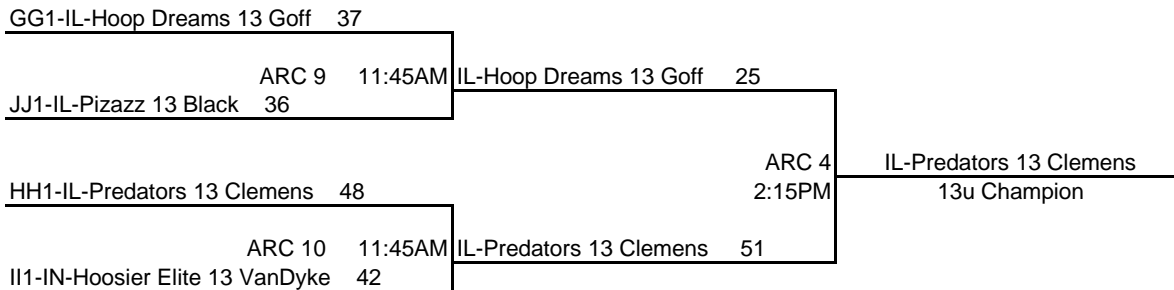 GG1-IL-Hoop Dreams 13 Goff 37
ARC 9 11:45AM IL-Hoop Dreams 13 Goff 25
JJ1-IL-Pizazz 13 Black 36
ARC 4 IL-Predators 13 Clemens
HH1-IL-Predators 13 Clemens 48 2:15PM 13u Champion
ARC 10 11:45AM IL-Predators 13 Clemens 51
II1-IN-Hoosier Elite 13 VanDyke 42